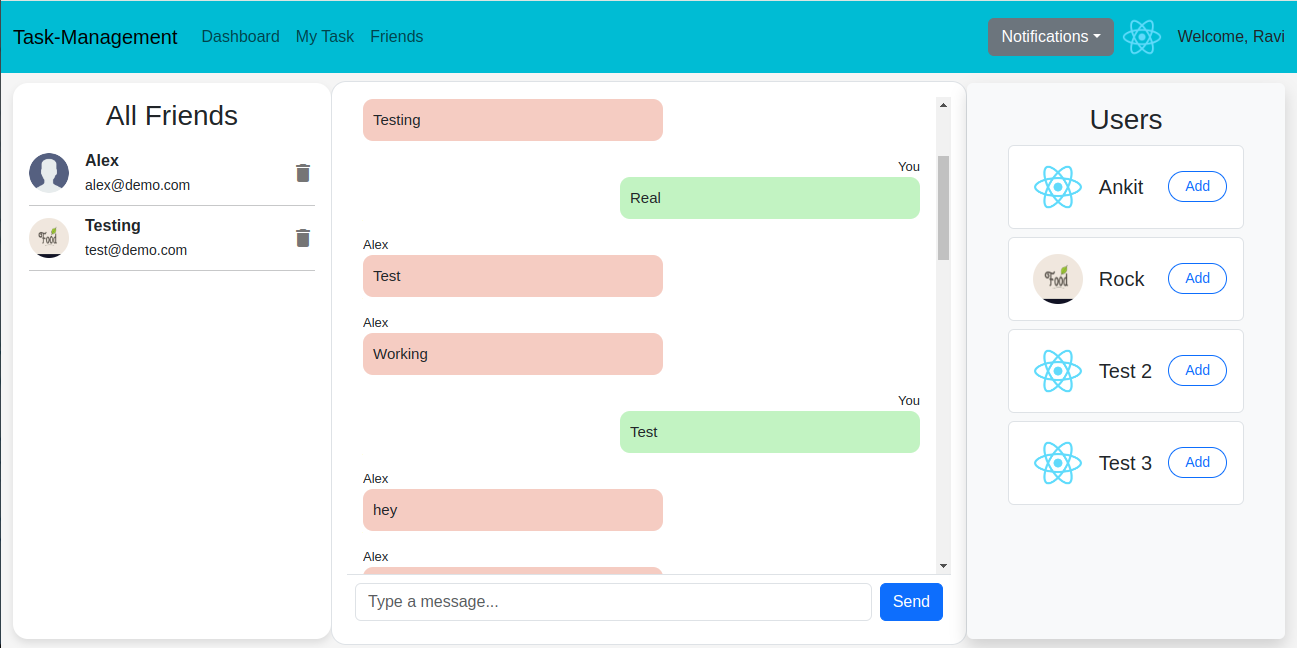 Task-Management Dashboard My Task Friends Notifications Welcome, Ravi
All Friends
Alex
alex@demo.com
Food
Testing
test@demo.com
Testing
You
Real
Alex
Test
Alex
Working
You
Test
Alex
hey
Alex
Type a message... Send
Users
Ankit Add
Food Rock Add
Test 2 Add
Test 3 Add